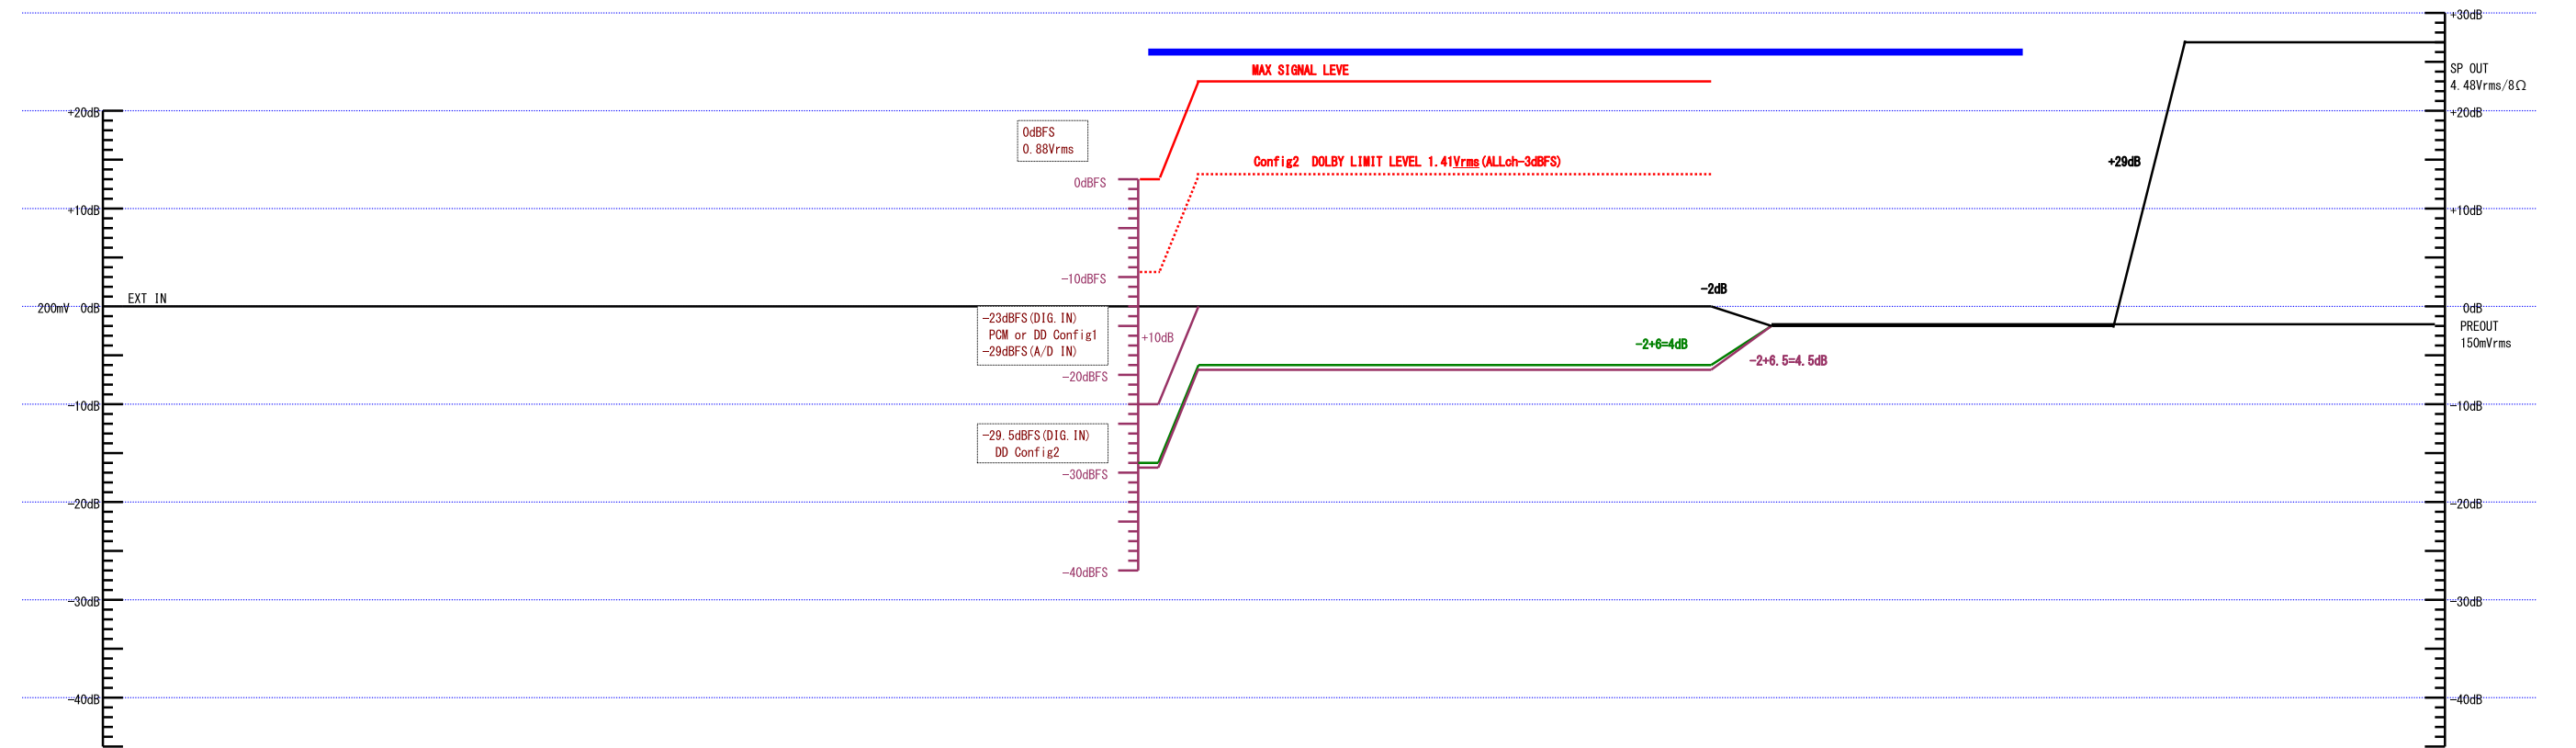 +30dB
SP OUT
4.48Vrms/8Ω
MAX SIGNAL LEVE
+20dB
+20dB
0dBFS
0.88Vrms
Config2 DOLBY LIMIT LEVEL 1.41Vrms(ALLch-3dBFS)
+29dB
0dBFS
+10dB
+10dB
-10dBFS
-2dB
200mV 0dB
EXT IN
0dB
-23dBFS(DIG.IN)
PCM or DD Config1
-29dBFS(A/D IN)
+10dB
PREOUT
150mVrms
-2+6=4dB
-2+6.5=4.5dB
-20dBFS
-10dB
-10dB
-29.5dBFS(DIG.IN)
DD Config2
-30dBFS
-20dB
-20dB
-40dBFS
-30dB
-30dB
-40dB
-40dB